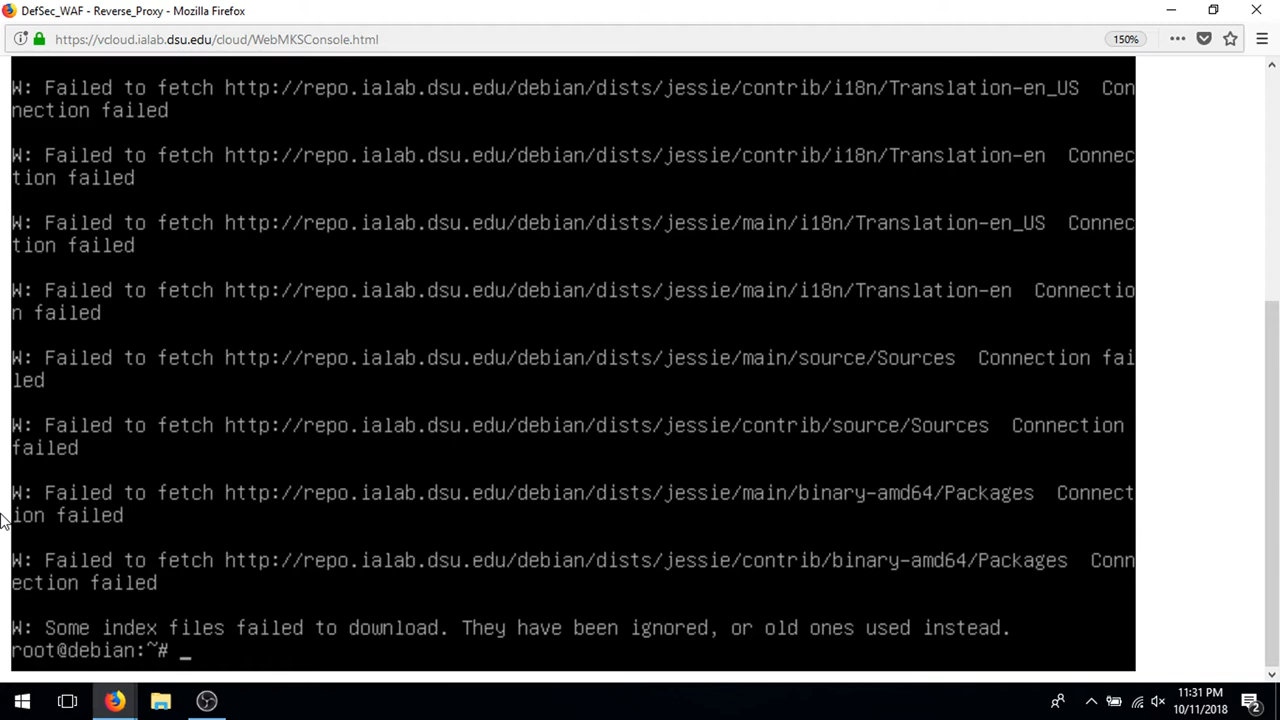 DefSec_WAF - Reverse_Proxy - Mozilla Firefox
https://vcloud.ialab.dsu.edu/cloud/WebMKSConsole.html
150%
W: Failed to fetch http://repo.ialab.dsu.edu/debian/dists/jessie/contrib/i18n/Translation-en_US  Con
nection failed
W: Failed to fetch http://repo.ialab.dsu.edu/debian/dists/jessie/contrib/i18n/Translation-en  Connec
tion failed
W: Failed to fetch http://repo.ialab.dsu.edu/debian/dists/jessie/main/i18n/Translation-en_US  Connec
tion failed
W: Failed to fetch http://repo.ialab.dsu.edu/debian/dists/jessie/main/i18n/Translation-en  Connectio
n failed
W: Failed to fetch http://repo.ialab.dsu.edu/debian/dists/jessie/main/source/Sources  Connection fai
led
W: Failed to fetch http://repo.ialab.dsu.edu/debian/dists/jessie/contrib/source/Sources  Connection
failed
W: Failed to fetch http://repo.ialab.dsu.edu/debian/dists/jessie/main/binary-amd64/Packages  Connect
ion failed
W: Failed to fetch http://repo.ialab.dsu.edu/debian/dists/jessie/contrib/binary-amd64/Packages  Conn
ection failed
W: Some index files failed to download. They have been ignored, or old ones used instead.
root@debian:~# _
11:31 PM
10/11/2018
2